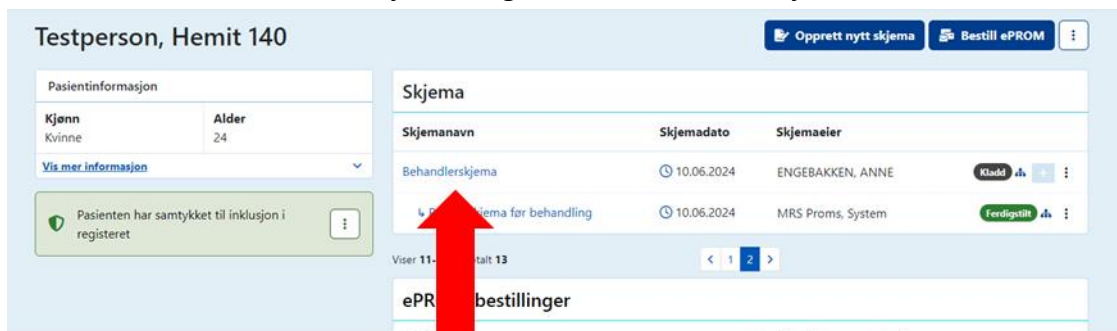 Testperson, Hemit 140
Opprett nytt skjema
Bestill ePROM
Pasientinformasjon
Kjønn Alder
Kvinne 24
Vis mer informasjon
Pasienten har samtykket til inklusjon i
registeret
Skjema
Skjemanavn Skjemadato Skjemaeier
Behandlerskjema 10.06.2024 ENGEBAKKEN, ANNE Kladd
før behandling 10.06.2024 MRS Proms, System Ferdigstilt
Viser 11- 13 < 1 2 >
bestillinger